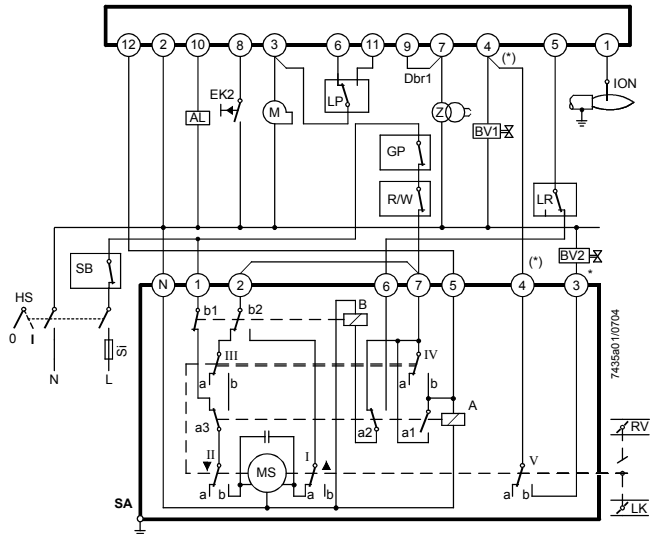 12 2 10 8 3 6 11 9 7 4 (*) 5 1
Dbr1
EK2
LP
ION
AL
M
Z
BV1
GP
R/W
LR
SB
BV2
(*)
*
HS
N 1 2 6 7 5 4 3
0 I
Si
b1 b2
B
N
L
III
IV
a b
a b
A
a3
a2
a1
II
I
V
MS
a b
a b
a b
SA
RV
LK
7435a01/0704